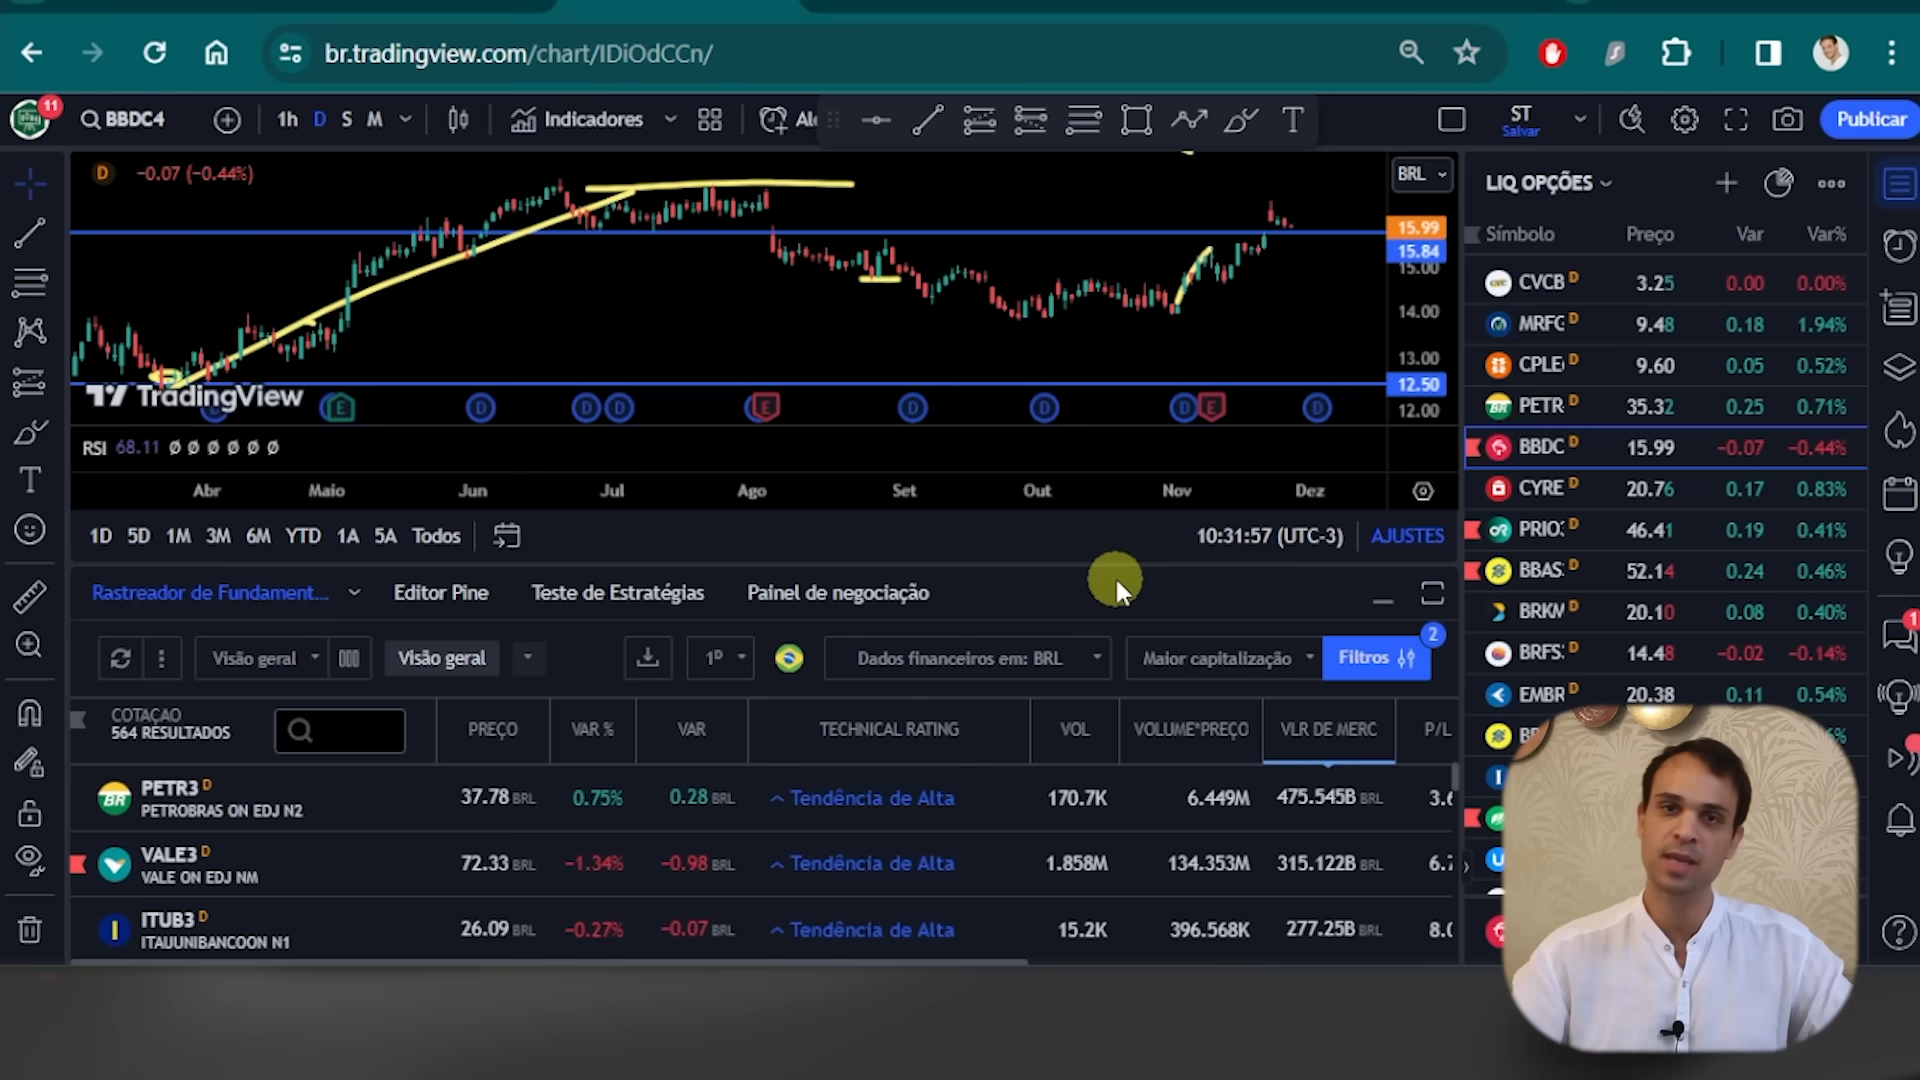 br.tradingview.com/chart/IDiOdCCn/
11
BBDC4
1h D S M
Indicadores
Ale
T
ST
Salvar
Publicar
D
-0.07 (-0.44%)
BRL
15.99
15.84
15.00
14.00
13.00
12.50
12.00
TradingView
D E D D D E D D D E D
RSI 68.11 Ø Ø Ø Ø Ø Ø
Abr Maio Jun Jul Ago Set Out Nov Dez
1D 5D 1M 3M 6M YTD 1A 5A Todos
10:31:57 (UTC-3)
AJUSTES
Rastreador de Fundament...
Editor Pine
Teste de Estratégias
Painel de negociação
Visão geral
Visão geral
1D
Dados financeiros em: BRL
Maior capitalização
Filtros
2
COTAÇÃO
564 RESULTADOS
PREÇO VAR % VAR TECHNICAL RATING VOL VOLUME*PREÇO VLR DE MERC P/L
PETR3 D
PETROBRAS ON EDJ N2
37.78 BRL 0.75% 0.28 BRL Tendência de Alta 170.7K 6.449M 475.545B BRL
VALE3 D
VALE ON EDJ NM
72.33 BRL -1.34% -0.98 BRL Tendência de Alta 1.858M 134.353M 315.122B BRL
ITUB3 D
ITAUUNIBANCOON N1
26.09 BRL -0.27% -0.07 BRL Tendência de Alta 15.2K 396.568K 277.25B BRL
LIQ OPÇÕES
Símbolo Preço Var Var%
CVCB D 3.25 0.00 0.00%
MRFG D 9.48 0.18 1.94%
CPLE D 9.60 0.05 0.52%
PETR D 35.32 0.25 0.71%
BBDC D 15.99 -0.07 -0.44%
CYRE D 20.76 0.17 0.83%
PRIO D 46.41 0.19 0.41%
BBAS D 52.14 0.24 0.46%
BRKM D 20.10 0.08 0.40%
BRFS D 14.48 -0.02 -0.14%
EMBR D 20.38 0.11 0.54%